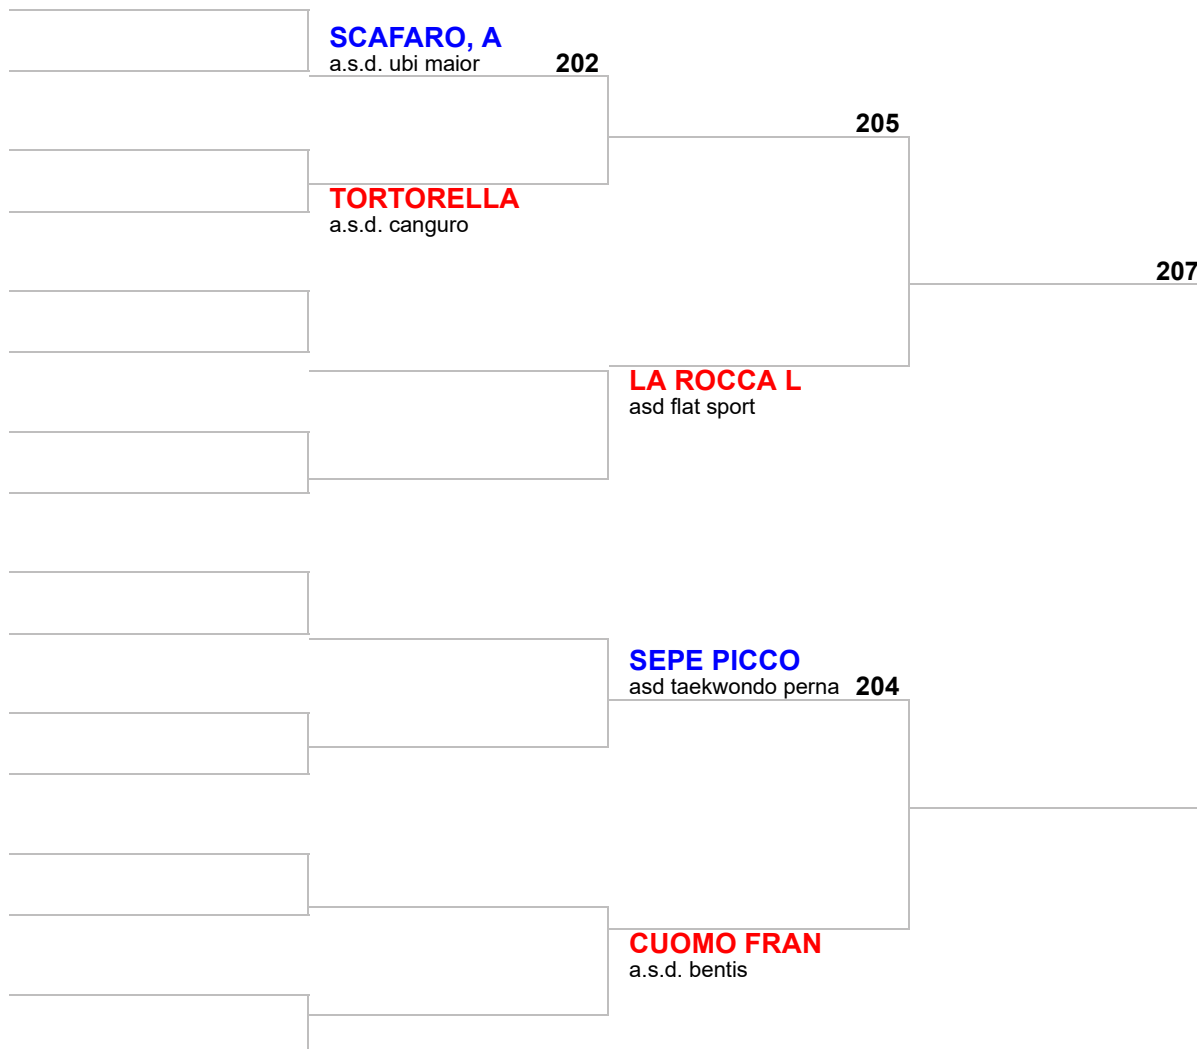 SCAFARO, A
a.s.d. ubi maior 202
205
TORTORELLA
a.s.d. canguro
207
LA ROCCA L
asd flat sport
SEPE PICCO
asd taekwondo perna 204
CUOMO FRAN
a.s.d. bentis